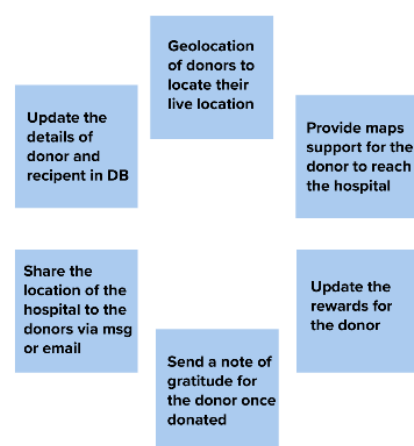 Geolocation
of donors to
locate their
live location
Update the
details of
donor and
recipent in DB
Provide maps
support for the
donor to reach
the hospital
Share the
location of the
hospital to the
donors via msg
or email
Update the
rewards for
the donor
Send a note of
gratitude for
the donor once
donated